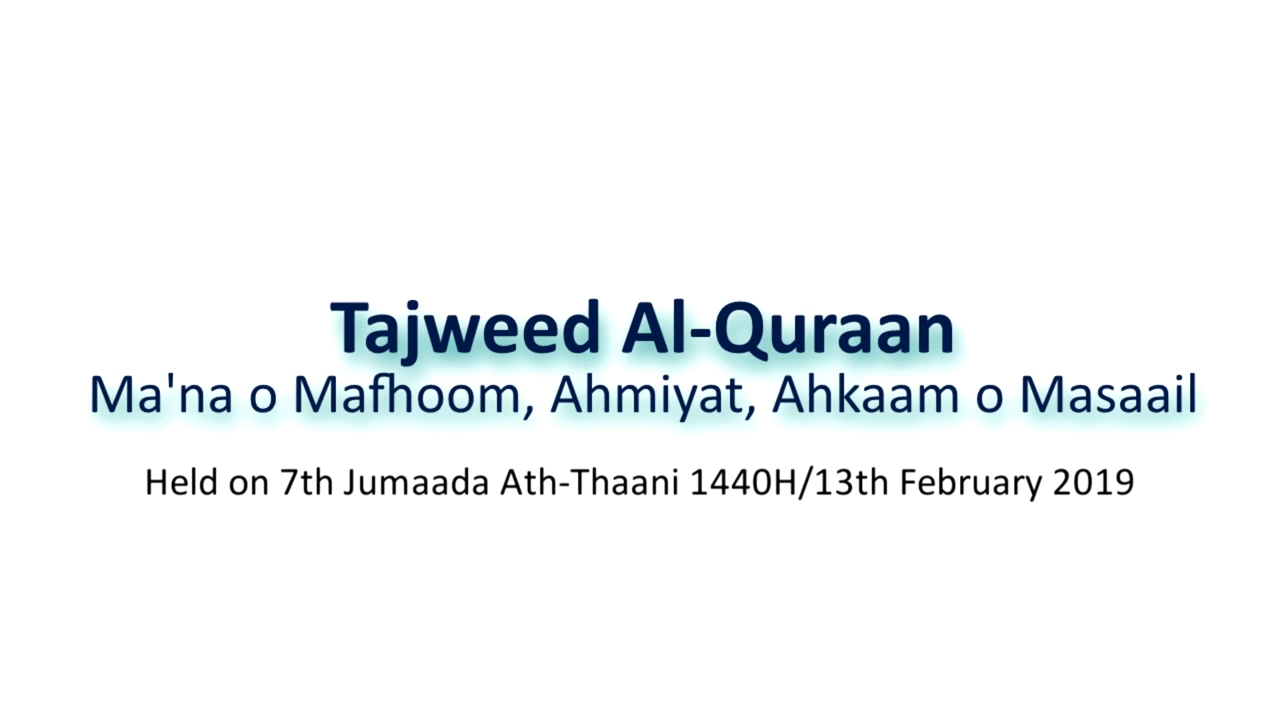 Tajweed Al-Quraan
Ma'na o Mafhoom, Ahmiyat, Ahkaam o Masaail
Held on 7th Jumaada Ath-Thaani 1440H/13th February 2019